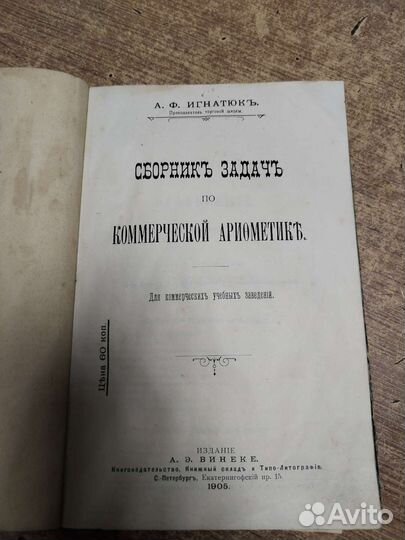 А. Ф. ИГНАТЮКЪ.
Преподаватель торговой школы.
СБОРНИКЪ ЗАДАЧЪ
ПО
КОММЕРЧЕСКОЙ АРИѲМЕТИКѢ.
Для коммерческихъ учебныхъ заведеній.
Цѣна 60 коп.
ИЗДАНІЕ
А. Э. ВИНЕКЕ.
Книгоиздательство, Книжный складъ и Типо-Литографія.
С.-Петербургъ, Екатерингофскій пр. 15.
1905.
Avito